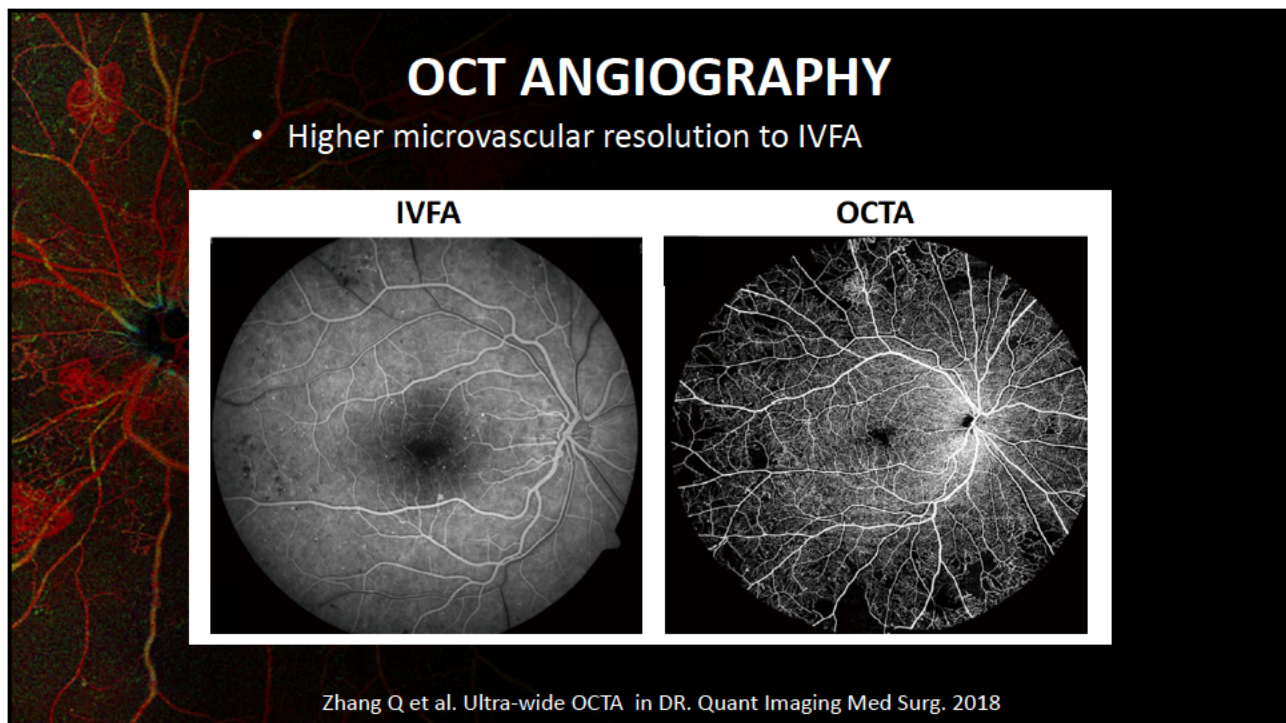 OCT ANGIOGRAPHY
• Higher microvascular resolution to IVFA
IVFA
OCTA
Zhang Q et al. Ultra-wide OCTA in DR. Quant Imaging Med Surg. 2018